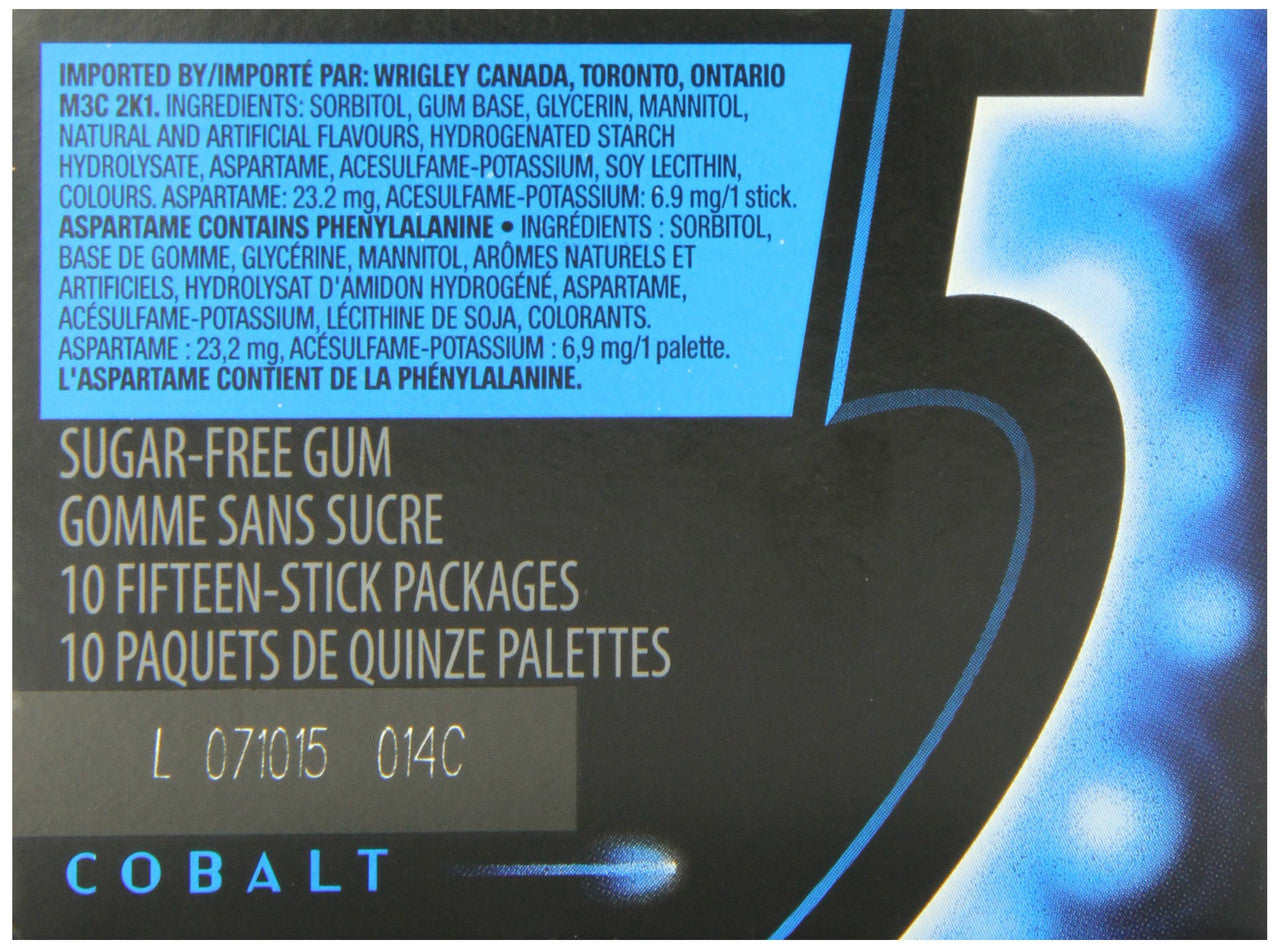 IMPORTED BY/IMPORTÉ PAR: WRIGLEY CANADA, TORONTO, ONTARIO
M3C 2K1. INGREDIENTS: SORBITOL, GUM BASE, GLYCERIN, MANNITOL,
NATURAL AND ARTIFICIAL FLAVOURS, HYDROGENATED STARCH
HYDROLYSATE, ASPARTAME, ACESULFAME-POTASSIUM, SOY LECITHIN,
COLOURS. ASPARTAME: 23.2 mg, ACESULFAME-POTASSIUM: 6.9 mg/1 stick.
ASPARTAME CONTAINS PHENYLALANINE • INGRÉDIENTS : SORBITOL,
BASE DE GOMME, GLYCÉRINE, MANNITOL, ARÔMES NATURELS ET
ARTIFICIELS, HYDROLYSAT D'AMIDON HYDROGÉNÉ, ASPARTAME,
ACÉSULFAME-POTASSIUM, LÉCITHINE DE SOJA, COLORANTS.
ASPARTAME : 23,2 mg, ACÉSULFAME-POTASSIUM : 6,9 mg/1 palette.
L'ASPARTAME CONTIENT DE LA PHÉNYLALANINE.
SUGAR-FREE GUM
GOMME SANS SUCRE
10 FIFTEEN-STICK PACKAGES
10 PAQUETS DE QUINZE PALETTES
L 071015 014C
COBALT
5